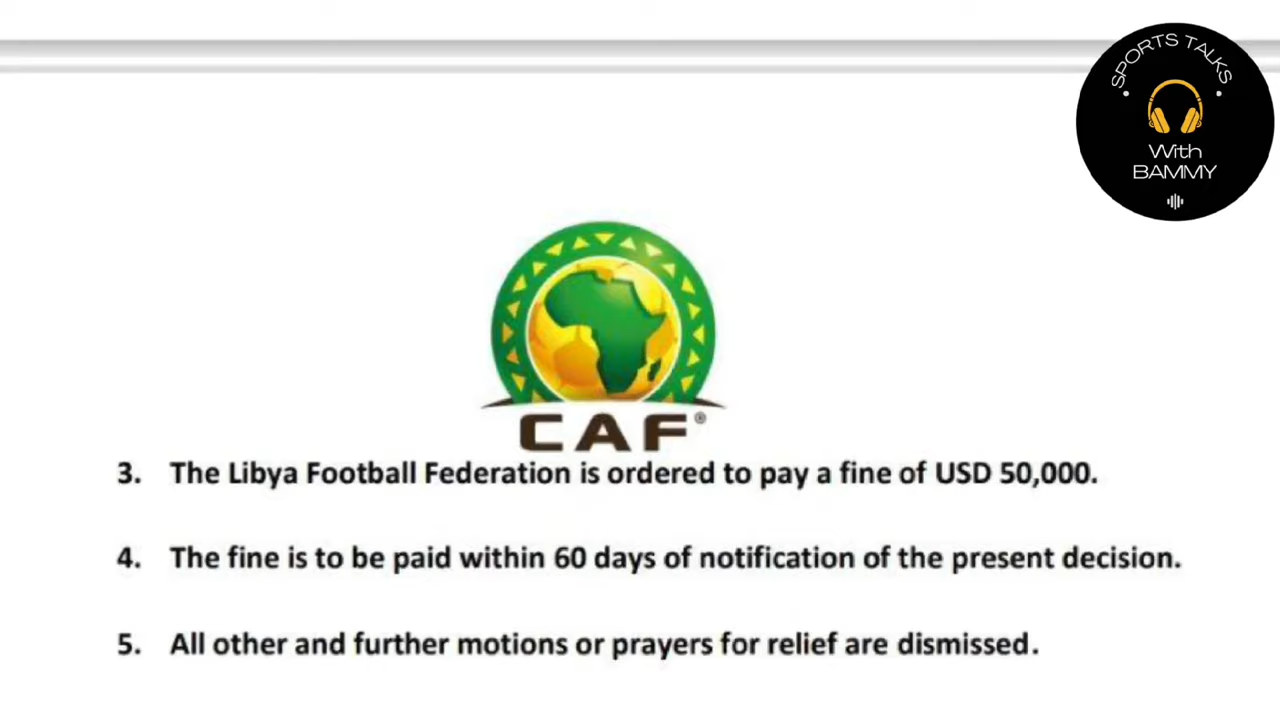 SPORTS TALKS
With
BAMMY
CAF®
3. The Libya Football Federation is ordered to pay a fine of USD 50,000.
4. The fine is to be paid within 60 days of notification of the present decision.
5. All other and further motions or prayers for relief are dismissed.